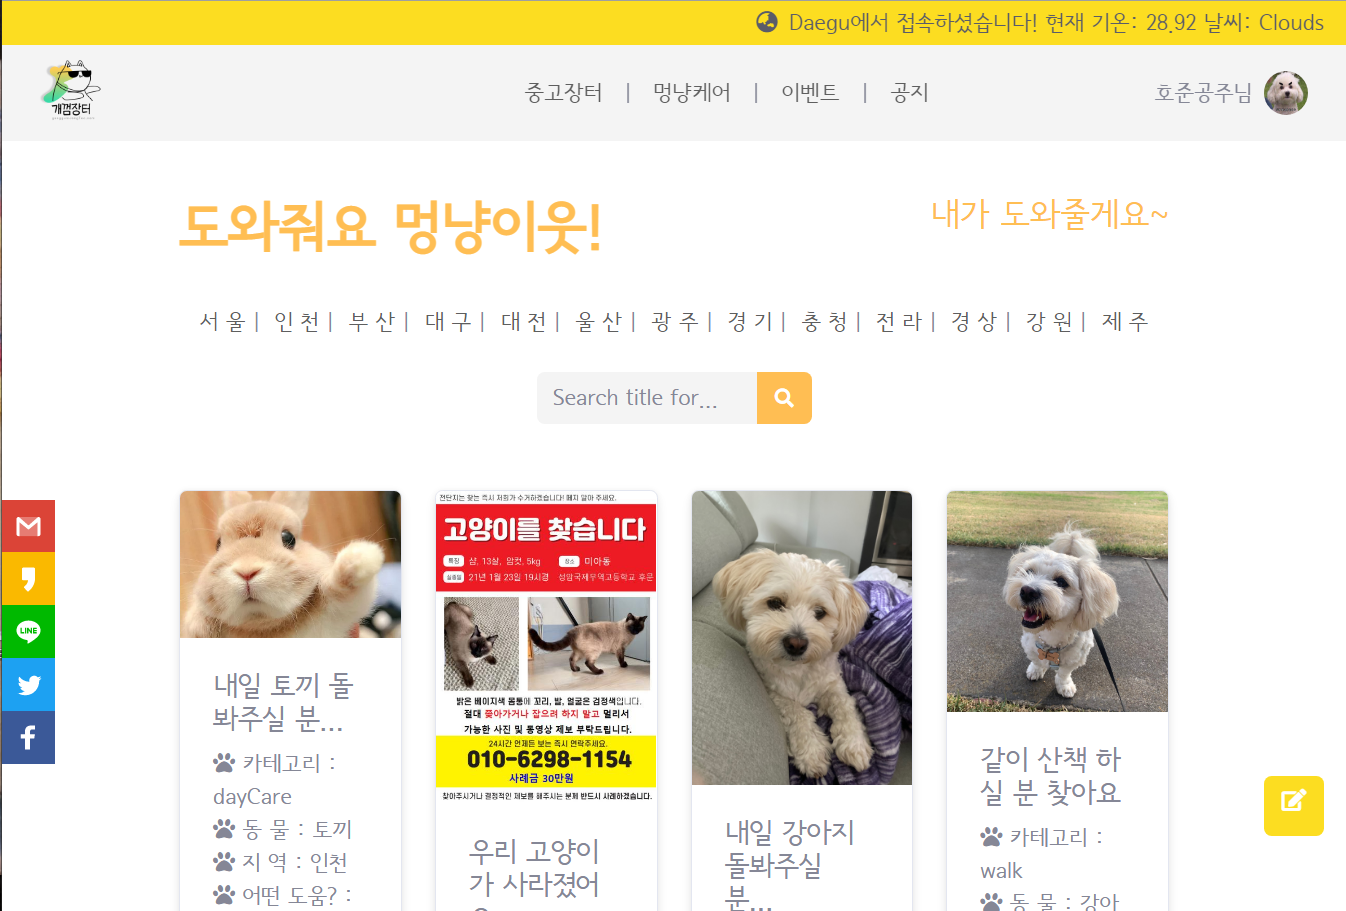 Daegu에서 접속하셨습니다! 현재 기온: 28.92 날씨: Clouds
개껌장터
중고장터 | 멍냥케어 | 이벤트 | 공지
호준공주님
도와줘요 멍냥이웃!
내가 도와줄게요~
서울 | 인천 | 부산 | 대구 | 대전 | 울산 | 광주 | 경기 | 충청 | 전라 | 경상 | 강원 | 제주
Search title for...
LINE
내일 토끼 돌
봐주실 분...
카테고리 :
dayCare
동 물 : 토끼
지 역 : 인천
어떤 도움? :
전단지는 찾는 즉시 저희가 수거하겠습니다! 떼지 말아 주세요.
고양이를 찾습니다
특징 샴, 13살, 암컷, 5kg 장소 미아동
실종일 21년 1월 23일 19시경 성암국제무역고등학교 후문
밝은 베이지색 몸통에 꼬리, 발, 얼굴은 검정색입니다.
절대 쫓아가거나 잡으려 하지 말고 멀리서
가능한 사진 및 동영상 제보 부탁드립니다.
24시간 언제든 보는 즉시 연락주세요.
010-6298-1154
사례금 30만원
찾아주시거나 결정적인 제보를 해주시는 분께 반드시 사례하겠습니다.
우리 고양이
가 사라졌어
내일 강아지
돌봐주실
분...
같이 산책 하
실 분 찾아요
카테고리 :
walk
동 물 : 강아